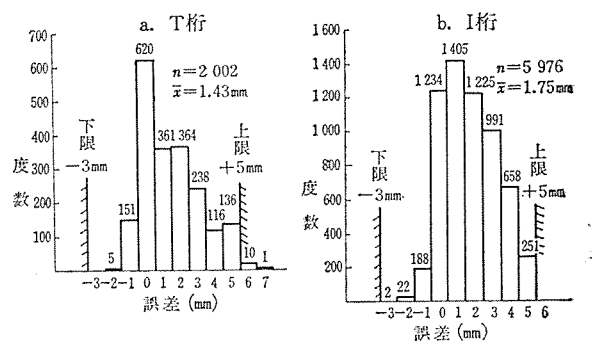 a. T桁
700
600
500
400
300
200
100
度数
620
n=2 002
x̄=1.43mm
下限
-3mm
上限
+5mm
5
151
361
364
238
116
136
10
1
-3 -2 -1 0 1 2 3 4 5 6 7
誤差 (mm)
b. I桁
1 600
1 400
1 200
1 000
800
600
400
200
度数
1 234
1 405
1 225
n=5 976
x̄=1.75mm
下限
-3mm
上限
+5mm
2
22
188
991
658
251
-3 -2 -1 0 1 2 3 4 5 6
誤差 (mm)